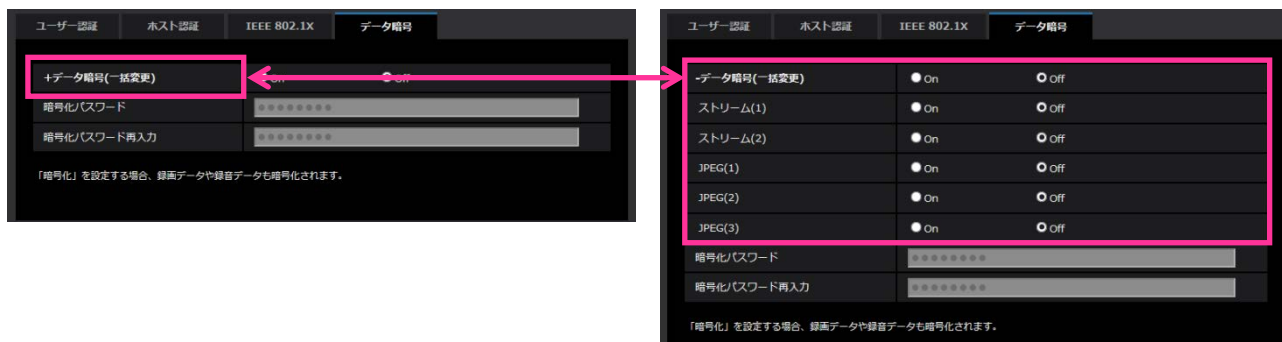 ユーザー認証 ホスト認証 IEEE 802.1X データ暗号
+データ暗号(一括変更) On Off
暗号化パスワード
暗号化パスワード再入力
「暗号化」を設定する場合、録画データや録音データも暗号化されます。
ユーザー認証 ホスト認証 IEEE 802.1X データ暗号
-データ暗号(一括変更) On Off
ストリーム(1) On Off
ストリーム(2) On Off
JPEG(1) On Off
JPEG(2) On Off
JPEG(3) On Off
暗号化パスワード
暗号化パスワード再入力
「暗号化」を設定する場合、録画データや録音データも暗号化されます。